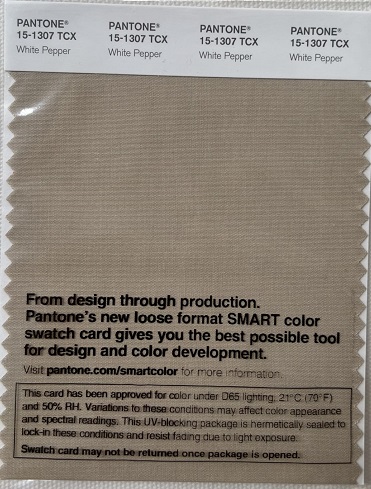 PANTONE® PANTONE® PANTONE® PANTONE®
15-1307 TCX 15-1307 TCX 15-1307 TCX 15-1307 TCX
White Pepper White Pepper White Pepper White Pepper
From design through production.
Pantone's new loose format SMART color
swatch card gives you the best possible tool
for design and color development.
Visit pantone.com/smartcolor for more information.
This card has been approved for color under D65 lighting, 21°C (70°F)
and 50% RH. Variations to these conditions may affect color appearance
and spectral readings. This UV-blocking package is hermetically sealed to
lock-in these conditions and resist fading due to light exposure.
Swatch card may not be returned once package is opened.